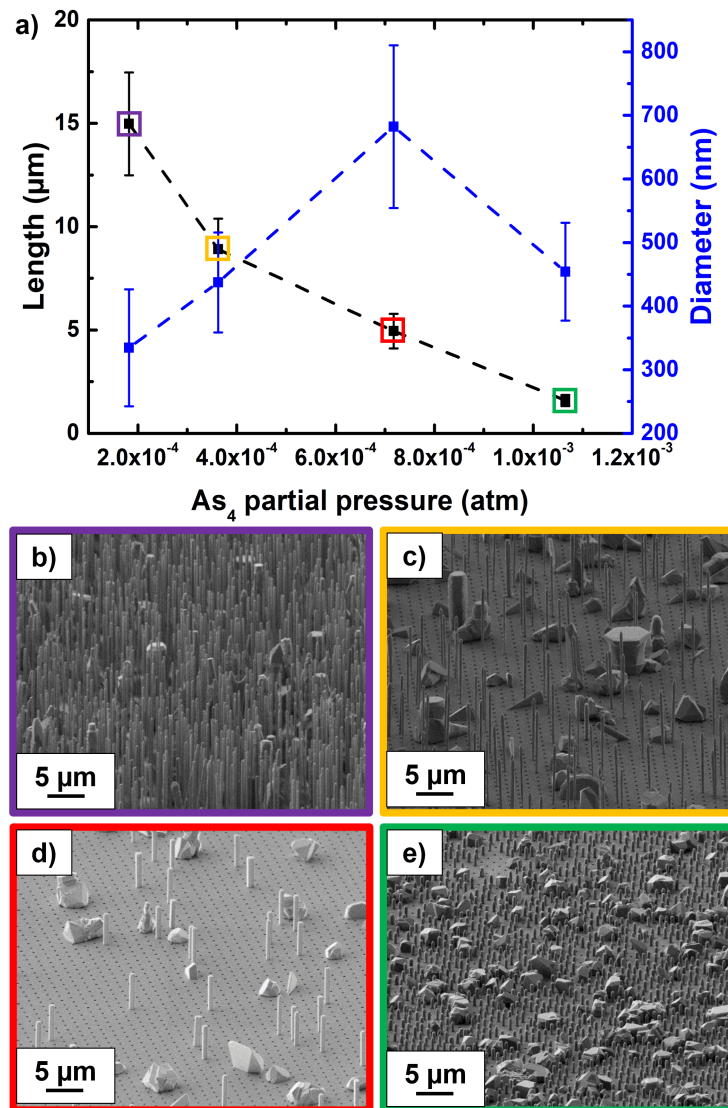 a)
20
15
10
5
0
Length (µm)
850
800
700
600
500
400
300
200
Diameter (nm)
2.0x10⁻⁴ 4.0x10⁻⁴ 6.0x10⁻⁴ 8.0x10⁻⁴ 1.0x10⁻³ 1.2x10⁻³
As₄ partial pressure (atm)
b)
5 µm
c)
5 µm
d)
5 µm
e)
5 µm